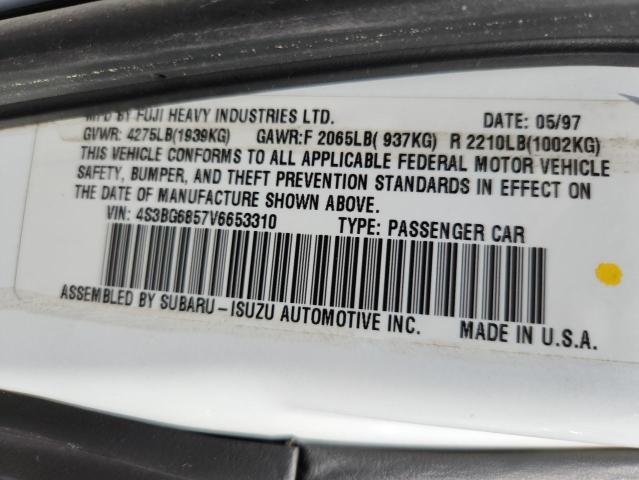 MFD BY FUJI HEAVY INDUSTRIES LTD. DATE: 05/97
GVWR: 4275LB(1939KG) GAWR:F 2065LB( 937KG) R 2210LB(1002KG)
THIS VEHICLE CONFORMS TO ALL APPLICABLE FEDERAL MOTOR VEHICLE
SAFETY, BUMPER, AND THEFT PREVENTION STANDARDS IN EFFECT ON
THE DATE OF MANUFACTURE SHOWN ABOVE.
VIN: 4S3BG6857V6653310 TYPE: PASSENGER CAR
ASSEMBLED BY SUBARU-ISUZU AUTOMOTIVE INC. MADE IN U.S.A.